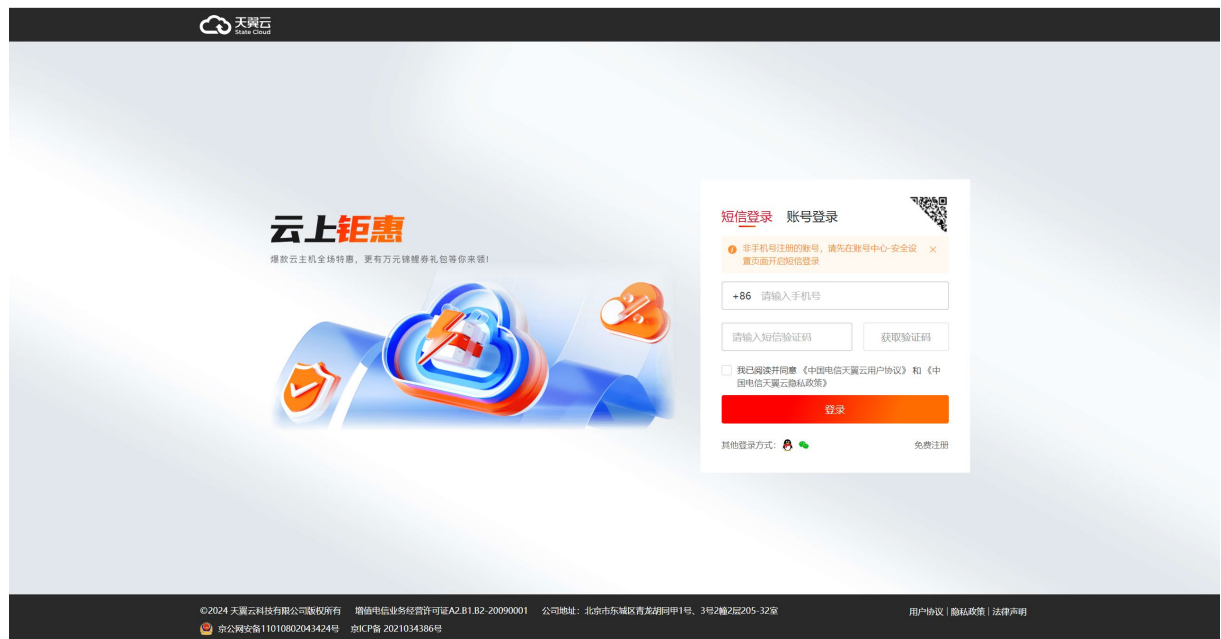 天翼云
State Cloud
云上钜惠
爆款云主机全场特惠，更有万元锦鲤券礼包等你来领！
短信登录 账号登录
非手机号注册的账号，请先在账号中心-安全设
置页面开启短信登录
+86 请输入手机号
请输入短信验证码 获取验证码
我已阅读并同意 《中国电信天翼云用户协议》 和 《中
国电信天翼云隐私政策》
登录
其他登录方式： 免费注册
©2024 天翼云科技有限公司版权所有 增值电信业务经营许可证A2.B1.B2-20090001 公司地址：北京市东城区青龙胡同甲1号、3号2幢2层205-32室 用户协议 | 隐私政策 | 法律声明
京公网安备11010802043424号 京ICP备 2021034386号